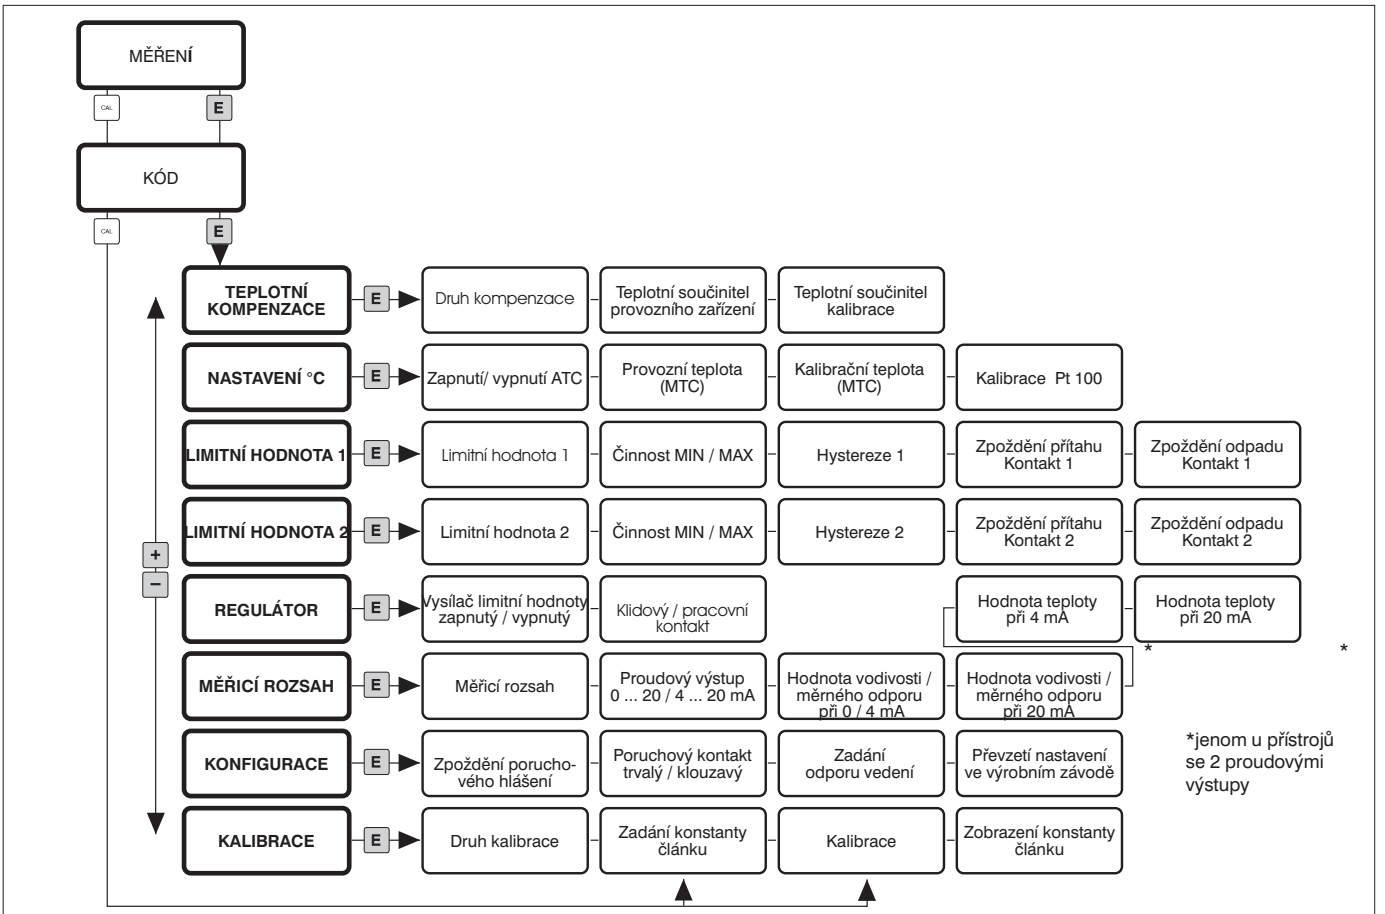 MĚŘENÍ
CAL
E
KÓD
CAL
E
TEPLOTNÍ
KOMPENZACE
E
Druh kompenzace
Teplotní součinitel
provozního zařízení
Teplotní součinitel
kalibrace
NASTAVENÍ °C
E
Zapnutí/ vypnutí ATC
Provozní teplota
(MTC)
Kalibrační teplota
(MTC)
Kalibrace Pt 100
LIMITNÍ HODNOTA 1
E
Limitní hodnota 1
Činnost MIN / MAX
Hystereze 1
Zpoždění přítahu
Kontakt 1
Zpoždění odpadu
Kontakt 1
LIMITNÍ HODNOTA 2
E
Limitní hodnota 2
Činnost MIN / MAX
Hystereze 2
Zpoždění přítahu
Kontakt 2
Zpoždění odpadu
Kontakt 2
+
−
REGULÁTOR
E
Vysílač limitní hodnoty
zapnutý / vypnutý
Klidový / pracovní
kontakt
Hodnota teploty
při 4 mA
Hodnota teploty
při 20 mA
*
*
MĚŘICÍ ROZSAH
E
Měřicí rozsah
Proudový výstup
0 ... 20 / 4 ... 20 mA
Hodnota vodivosti /
měrného odporu
při 0 / 4 mA
Hodnota vodivosti /
měrného odporu
při 20 mA
KONFIGURACE
E
Zpoždění porucho-
vého hlášení
Poruchový kontakt
trvalý / klouzavý
Zadání
odporu vedení
Převzetí nastavení
ve výrobním závodě
*jenom u přístrojů
se 2 proudovými
výstupy
KALIBRACE
E
Druh kalibrace
Zadání konstanty
článku
Kalibrace
Zobrazení konstanty
článku